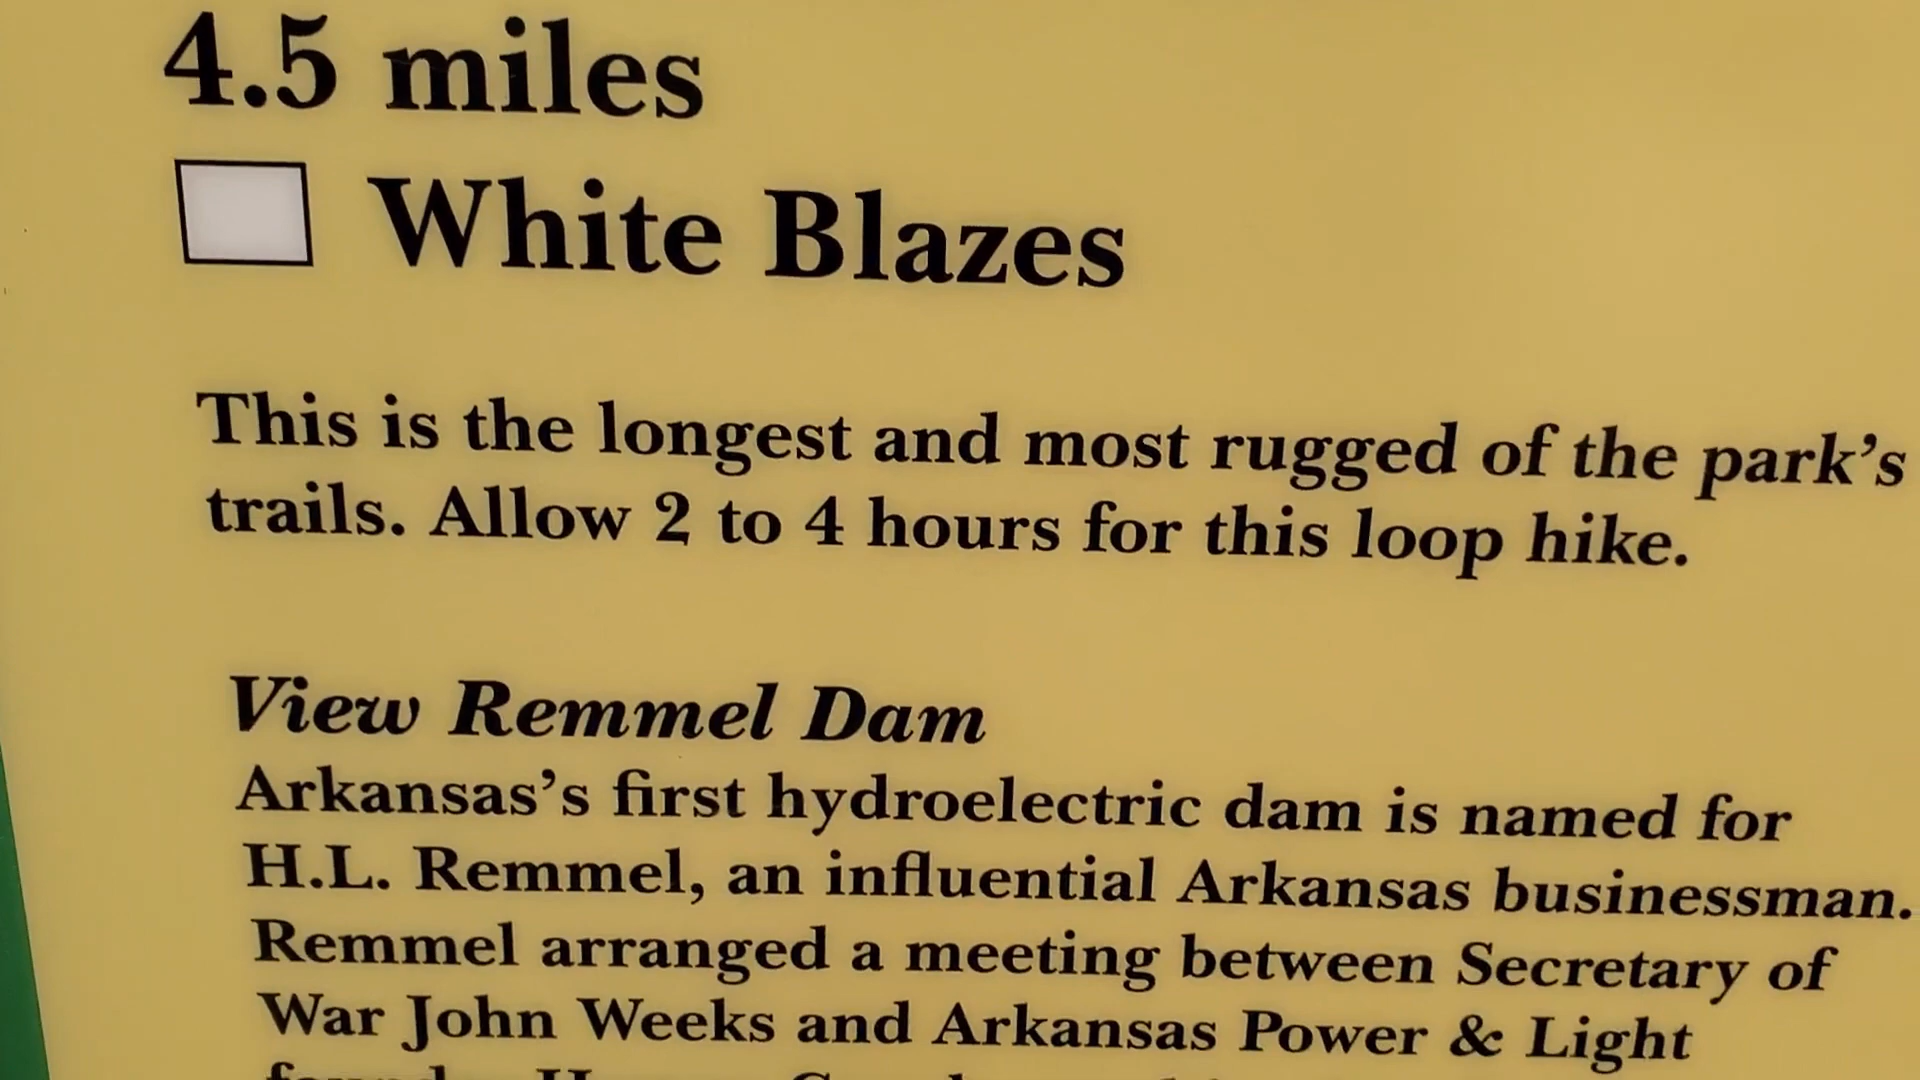 4.5 miles
White Blazes
This is the longest and most rugged of the park’s
trails. Allow 2 to 4 hours for this loop hike.
View Remmel Dam
Arkansas’s first hydroelectric dam is named for
H.L. Remmel, an influential Arkansas businessman.
Remmel arranged a meeting between Secretary of
War John Weeks and Arkansas Power & Light